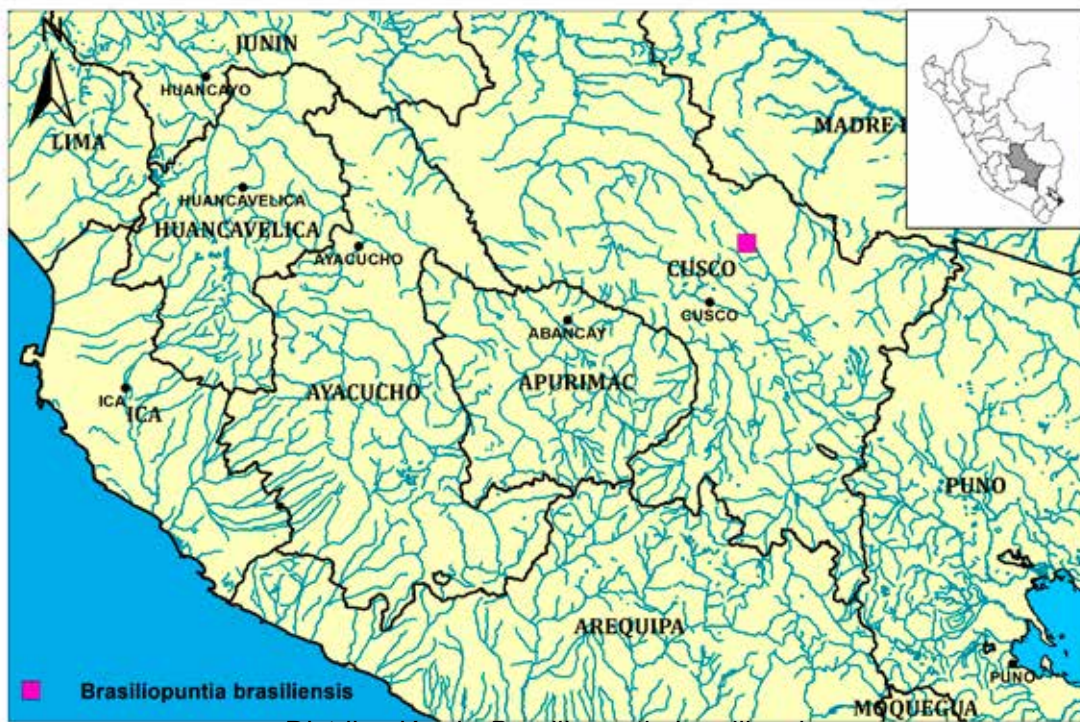 N
JUNIN
HUANCAYO
LIMA
MADRE
HUANCAVELICA
HUANCAVELICA
AYACUCHO
CUSCO
CUSCO
ABANCAY
APURIMAC
AYACUCHO
ICA
ICA
PUNO
AREQUIPA
PUNO
MOQUEGUA
Brasiliopuntia brasiliensis